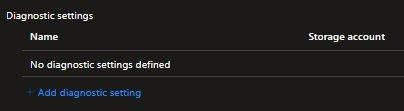 Diagnostic settings
Name Storage account
No diagnostic settings defined
+ Add diagnostic setting